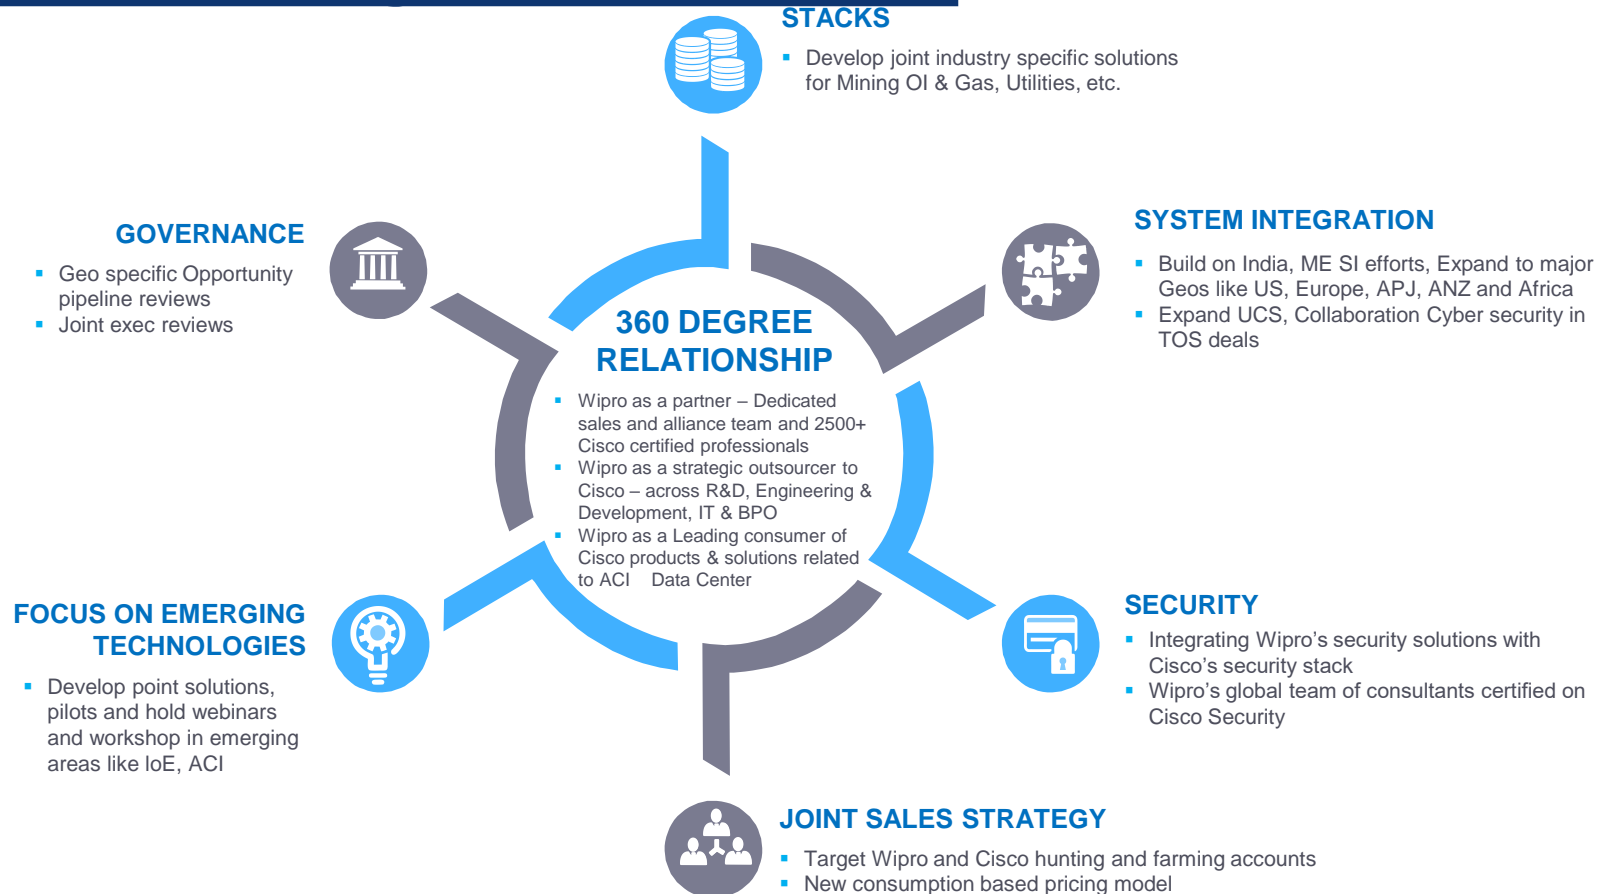 STACKS
▪ Develop joint industry specific solutions
for Mining OI & Gas, Utilities, etc.
GOVERNANCE
▪ Geo specific Opportunity
pipeline reviews
▪ Joint exec reviews
SYSTEM INTEGRATION
▪ Build on India, ME SI efforts, Expand to major
Geos like US, Europe, APJ, ANZ and Africa
▪ Expand UCS, Collaboration Cyber security in
TOS deals
360 DEGREE
RELATIONSHIP
▪ Wipro as a partner – Dedicated
sales and alliance team and 2500+
Cisco certified professionals
▪ Wipro as a strategic outsourcer to
Cisco – across R&D, Engineering &
Development, IT & BPO
▪ Wipro as a Leading consumer of
Cisco products & solutions related
to ACI Data Center
FOCUS ON EMERGING
TECHNOLOGIES
▪ Develop point solutions,
pilots and hold webinars
and workshop in emerging
areas like IoE, ACI
SECURITY
▪ Integrating Wipro’s security solutions with
Cisco’s security stack
▪ Wipro’s global team of consultants certified on
Cisco Security
JOINT SALES STRATEGY
▪ Target Wipro and Cisco hunting and farming accounts
▪ New consumption based pricing model